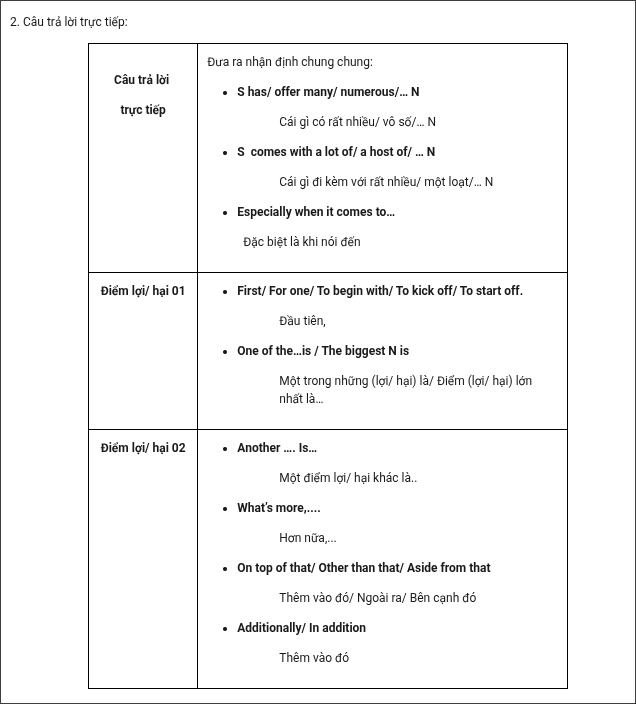 2. Câu trả lời trực tiếp:
Câu trả lời
trực tiếp
Đưa ra nhận định chung chung:
• S has/ offer many/ numerous/... N
Cái gì có rất nhiều/ vô số/... N
• S  comes with a lot of/ a host of/ ... N
Cái gì đi kèm với rất nhiều/ một loạt/... N
• Especially when it comes to...
Đặc biệt là khi nói đến
Điểm lợi/ hại 01
• First/ For one/ To begin with/ To kick off/ To start off.
Đầu tiên,
• One of the...is / The biggest N is
Một trong những (lợi/ hại) là/ Điểm (lợi/ hại) lớn
nhất là...
Điểm lợi/ hại 02
• Another .... Is...
Một điểm lợi/ hại khác là..
• What's more,....
Hơn nữa,...
• On top of that/ Other than that/ Aside from that
Thêm vào đó/ Ngoài ra/ Bên cạnh đó
• Additionally/ In addition
Thêm vào đó